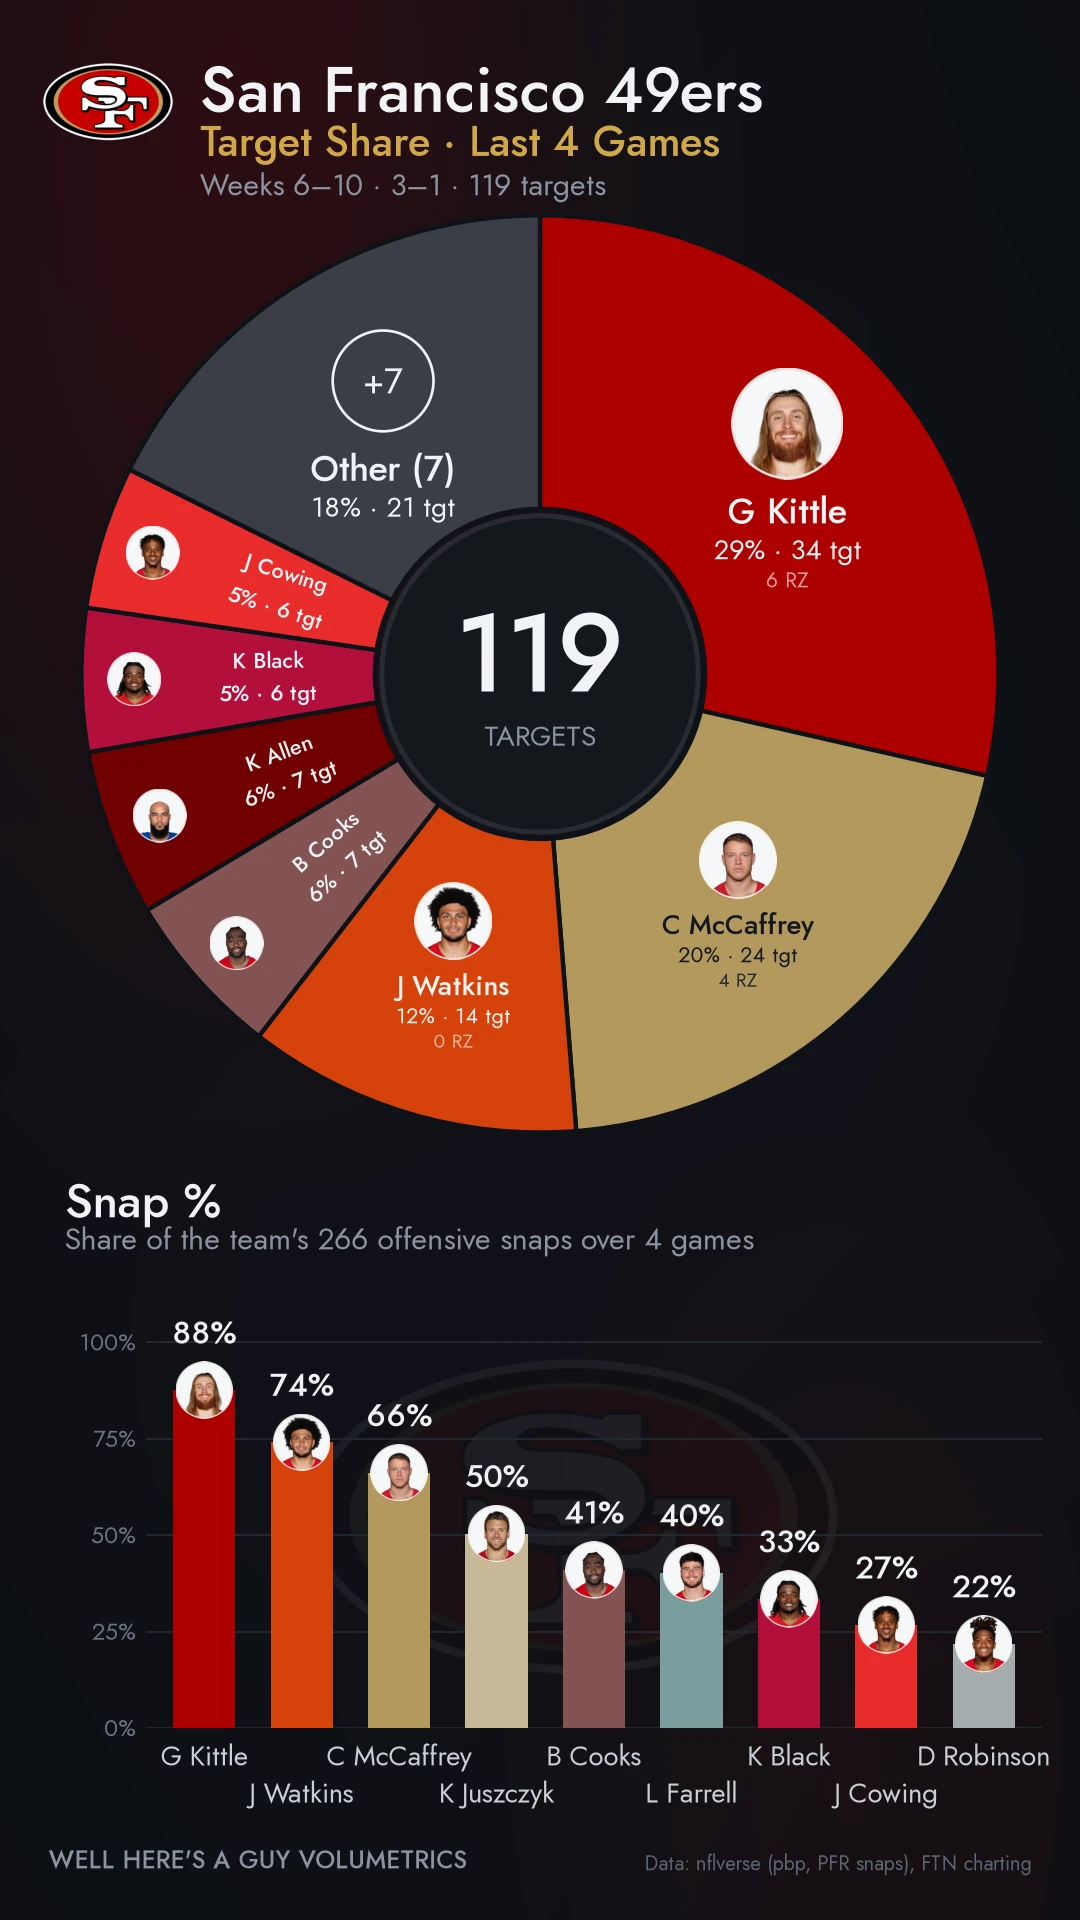 SF
San Francisco 49ers
Target Share · Last 4 Games
Weeks 6–10 · 3–1 · 119 targets
+7
Other (7)
18% · 21 tgt
G Kittle
29% · 34 tgt
6 RZ
J Cowing
5% · 6 tgt
K Black
5% · 6 tgt
K Allen
6% · 7 tgt
B Cooks
6% · 7 tgt
J Watkins
12% · 14 tgt
0 RZ
C McCaffrey
20% · 24 tgt
4 RZ
119
TARGETS
Snap %
Share of the team's 266 offensive snaps over 4 games
100%
75%
50%
25%
0%
88%
74%
66%
50%
41%
40%
33%
27%
22%
G Kittle
J Watkins
C McCaffrey
K Juszczyk
B Cooks
L Farrell
K Black
J Cowing
D Robinson
WELL HERE'S A GUY VOLUMETRICS
Data: nflverse (pbp, PFR snaps), FTN charting